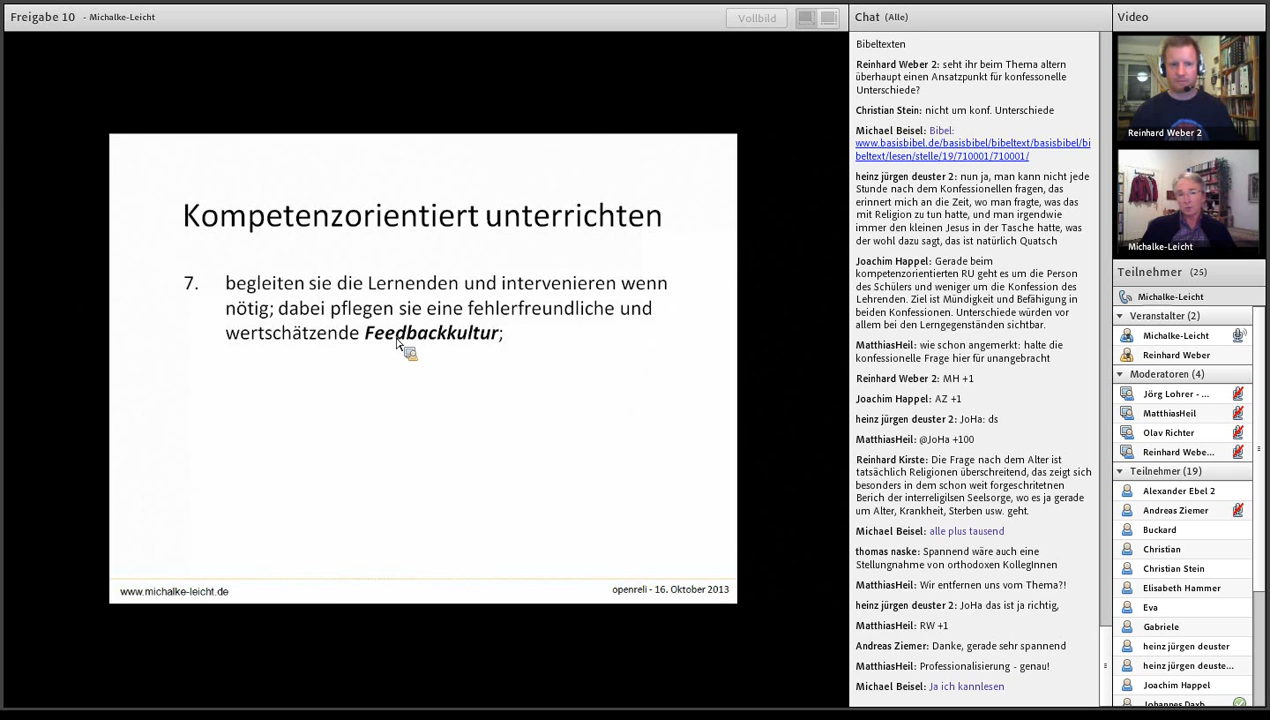 Freigabe 10 - Michalke-Leicht
Vollbild
Kompetenzorientiert unterrichten
7. begleiten sie die Lernenden und intervenieren wenn
nötig; dabei pflegen sie eine fehlerfreundliche und
wertschätzende Feedbackkultur;
www.michalke-leicht.de
openreli - 16. Oktober 2013
Chat (Alle)
Bibeltexten
Reinhard Weber 2: seht ihr beim Thema altern
überhaupt einen Ansatzpunkt für konfessonelle
Unterschiede?
Christian Stein: nicht um konf. Unterschiede
Michael Beisel: Bibel:
www.basisbibel.de/basisbibel/bibeltext/basisbibel/bi
beltext/lesen/stelle/19/710001/710001/
heinz jürgen deuster 2: nun ja, man kann nicht jede
Stunde nach dem Konfessionellen fragen, das
erinnert mich an die Zeit, wo man fragte, was das
mit Religion zu tun hatte, und man irgendwie
immer den kleinen Jesus in der Tasche hatte, was
der wohl dazu sagt, das ist natürlich Quatsch
Joachim Happel: Gerade beim
kompetenzorientierten RU geht es um die Person
des Schülers und weniger um die Konfession des
Lehrenden. Ziel ist Mündigkeit und Befähigung in
beiden Konfessionen. Unterschiede würden vor
allem bei den Lerngegenständen sichtbar.
MatthiasHeil: wie schon angemerkt: halte die
konfessionelle Frage hier für unangebracht
Reinhard Weber 2: MH +1
Joachim Happel: AZ +1
heinz jürgen deuster 2: JoHa: ds
MatthiasHeil: @JoHa +100
Reinhard Kirste: Die Frage nach dem Alter ist
tatsächlich Religionen überschreitend, das zeigt sich
besonders in dem schon weit forgeschritetnen
Berich der interreligilsen Seelsorge, wo es ja gerade
um Alter, Krankheit, Sterben usw. geht.
Michael Beisel: alle plus tausend
thomas naske: Spannend wäre auch eine
Stellungnahme von orthodoxen KollegInnen
MatthiasHeil: Wir entfernen uns vom Thema?!
heinz jürgen deuster 2: JoHa das ist ja richtig,
MatthiasHeil: RW +1
Andreas Ziemer: Danke, gerade sehr spannend
MatthiasHeil: Professionalisierung - genau!
Michael Beisel: Ja ich kannlesen
Video
Reinhard Weber 2
Michalke-Leicht
Teilnehmer (25)
Michalke-Leicht
Veranstalter (2)
Michalke-Leicht
Reinhard Weber
Moderatoren (4)
Jörg Lohrer - ...
MatthiasHeil
Olav Richter
Reinhard Webe...
Teilnehmer (19)
Alexander Ebel 2
Andreas Ziemer
Buckard
Christian
Christian Stein
Elisabeth Hammer
Eva
Gabriele
heinz jürgen deuster
heinz jürgen deuste...
Joachim Happel